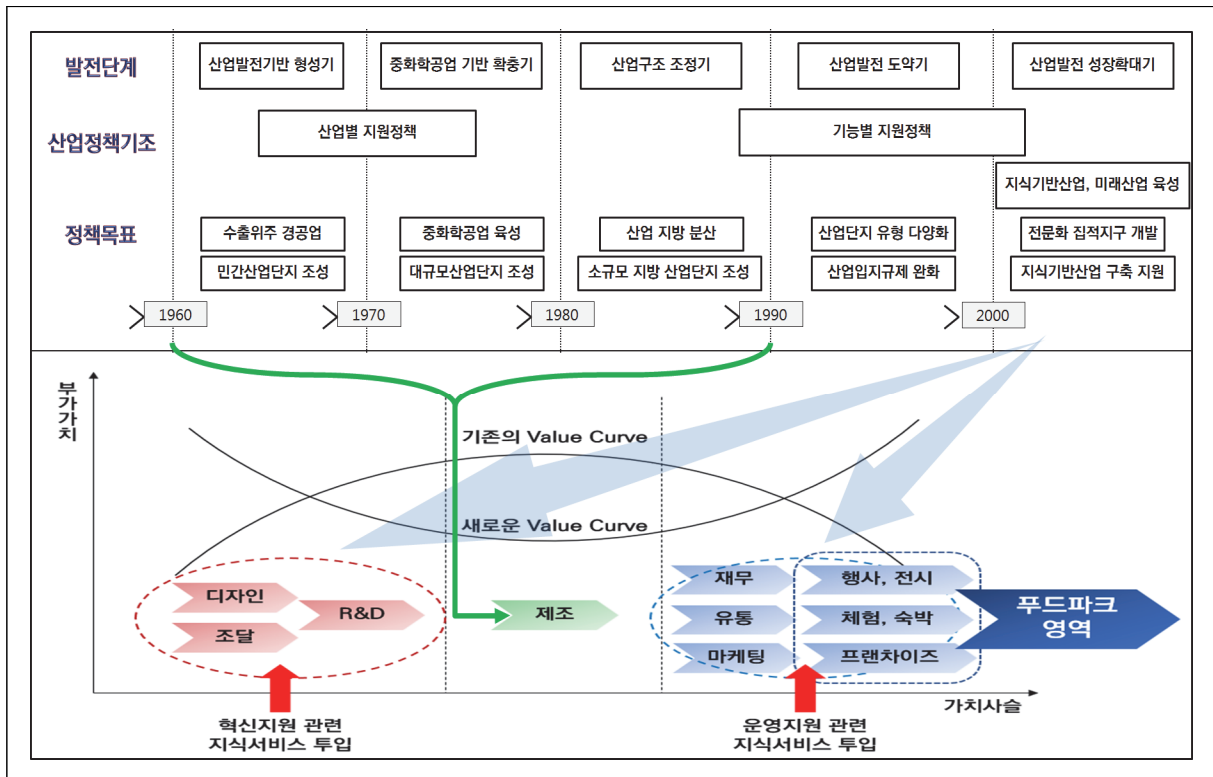 발전단계
산업발전기반 형성기
중화학공업 기반 확충기
산업구조 조정기
산업발전 도약기
산업발전 성장확대기
산업정책기조
산업별 지원정책
기능별 지원정책
지식기반산업, 미래산업 육성
정책목표
수출위주 경공업
중화학공업 육성
산업 지방 분산
산업단지 유형 다양화
전문화 집적지구 개발
민간산업단지 조성
대규모산업단지 조성
소규모 지방 산업단지 조성
산업입지규제 완화
지식기반산업 구축 지원
1960
1970
1980
1990
2000
부가가치
기존의 Value Curve
새로운 Value Curve
디자인
조달
R&D
제조
재무
유통
마케팅
행사, 전시
체험, 숙박
프랜차이즈
푸드파크
영역
가치사슬
혁신지원 관련
지식서비스 투입
운영지원 관련
지식서비스 투입